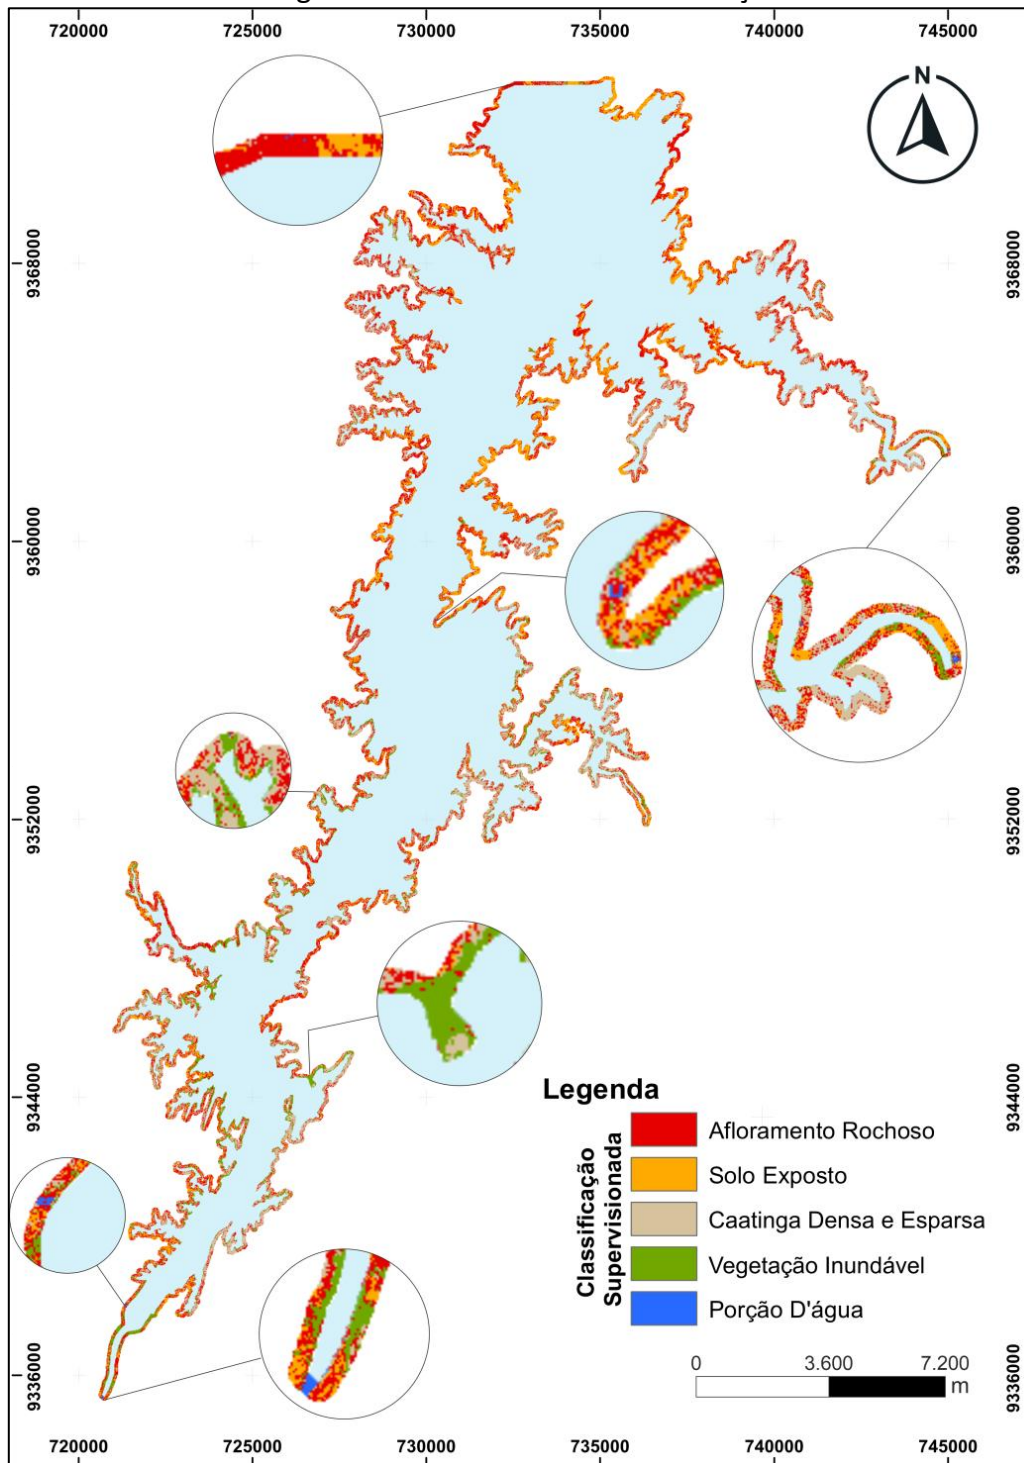 720000 725000 730000 735000 740000 745000
N
9368000 9368000
9360000 9360000
9352000 9352000
9344000 9344000
9336000 9336000
Legenda
Classificação
Supervisionada
Afloramento Rochoso
Solo Exposto
Caatinga Densa e Esparsa
Vegetação Inundável
Porção D'água
0 3.600 7.200
m
720000 725000 730000 735000 740000 745000